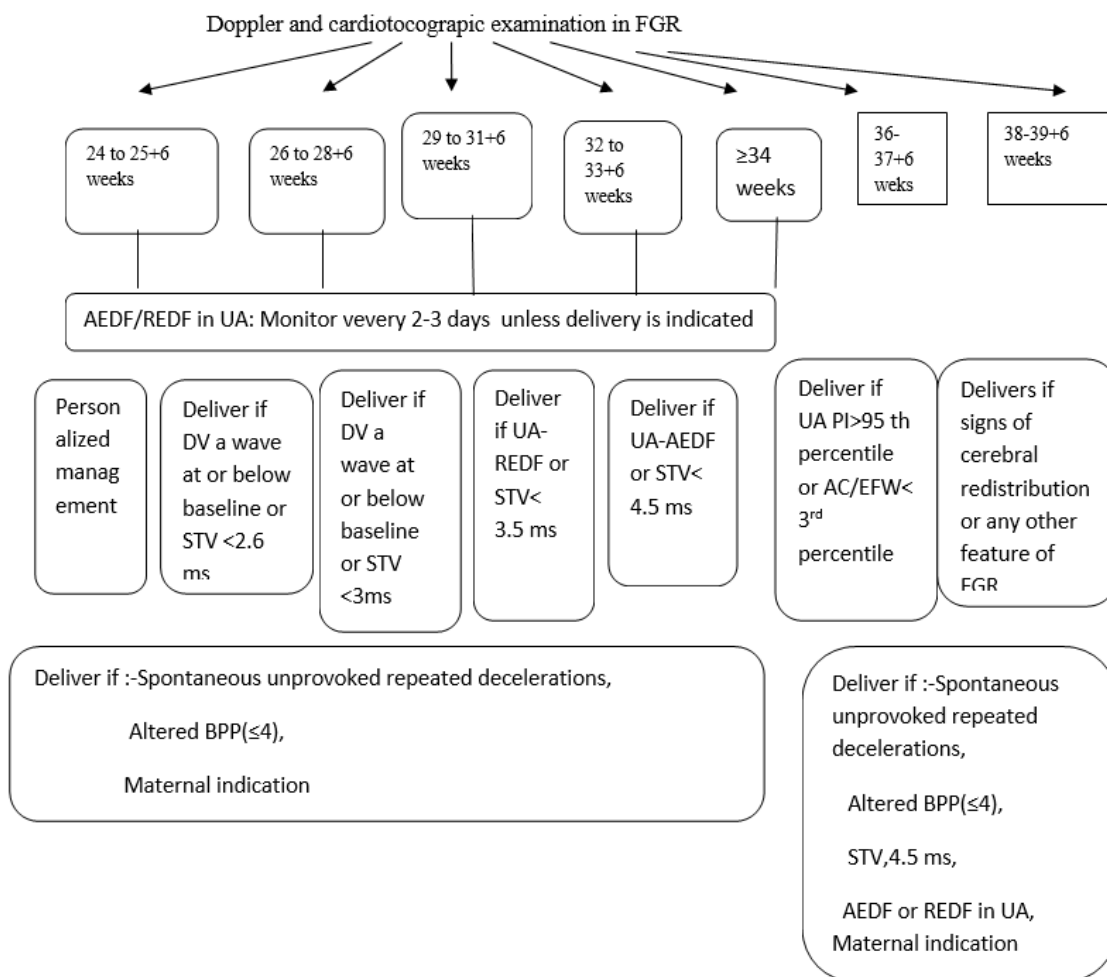 Doppler and cardiotocograpic examination in FGR
24 to 25+6
weeks
26 to 28+6
weeks
29 to 31+6
weeks
32 to
33+6
weeks
≥34
weeks
36-
37+6
weks
38-39+6
weeks
AEDF/REDF in UA: Monitor vevery 2-3 days unless delivery is indicated
Person
alized
manag
ement
Deliver if
DV a wave
at or below
baseline or
STV <2.6
ms
Deliver if
DV a
wave at
or below
baseline
or STV
<3ms
Deliver
if UA-
REDF or
STV<
3.5 ms
Deliver if
UA-AEDF
or STV<
4.5 ms
Deliver if
UA PI>95 th
percentile
or AC/EFW<
3rd
percentile
Delivers if
signs of
cerebral
redistribution
or any other
feature of
FGR
Deliver if :-Spontaneous unprovoked repeated decelerations,
Altered BPP(≤4),
Maternal indication
Deliver if :-Spontaneous
unprovoked repeated
decelerations,
Altered BPP(≤4),
STV,4.5 ms,
AEDF or REDF in UA,
Maternal indication